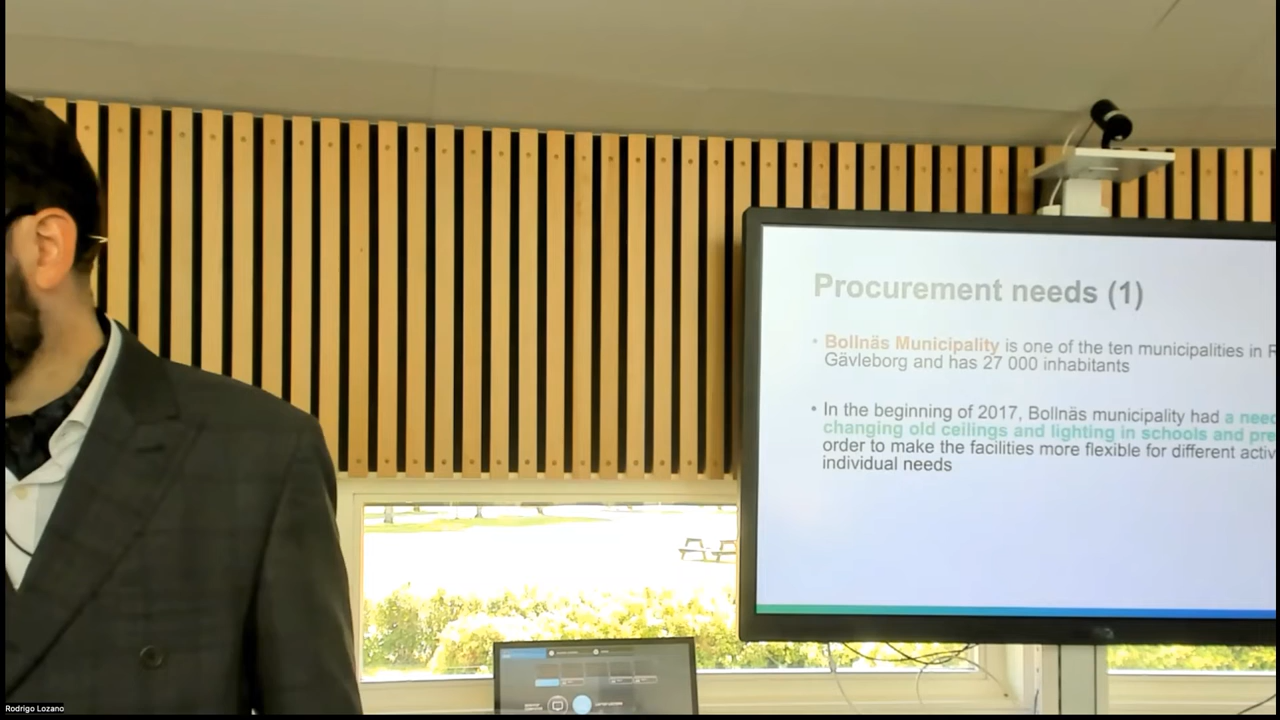 Procurement needs (1)
• Bollnäs Municipality is one of the ten municipalities in R
Gävleborg and has 27 000 inhabitants
• In the beginning of 2017, Bollnäs municipality had a need
changing old ceilings and lighting in schools and pre
order to make the facilities more flexible for different activ
individual needs
Rodrigo Lozano